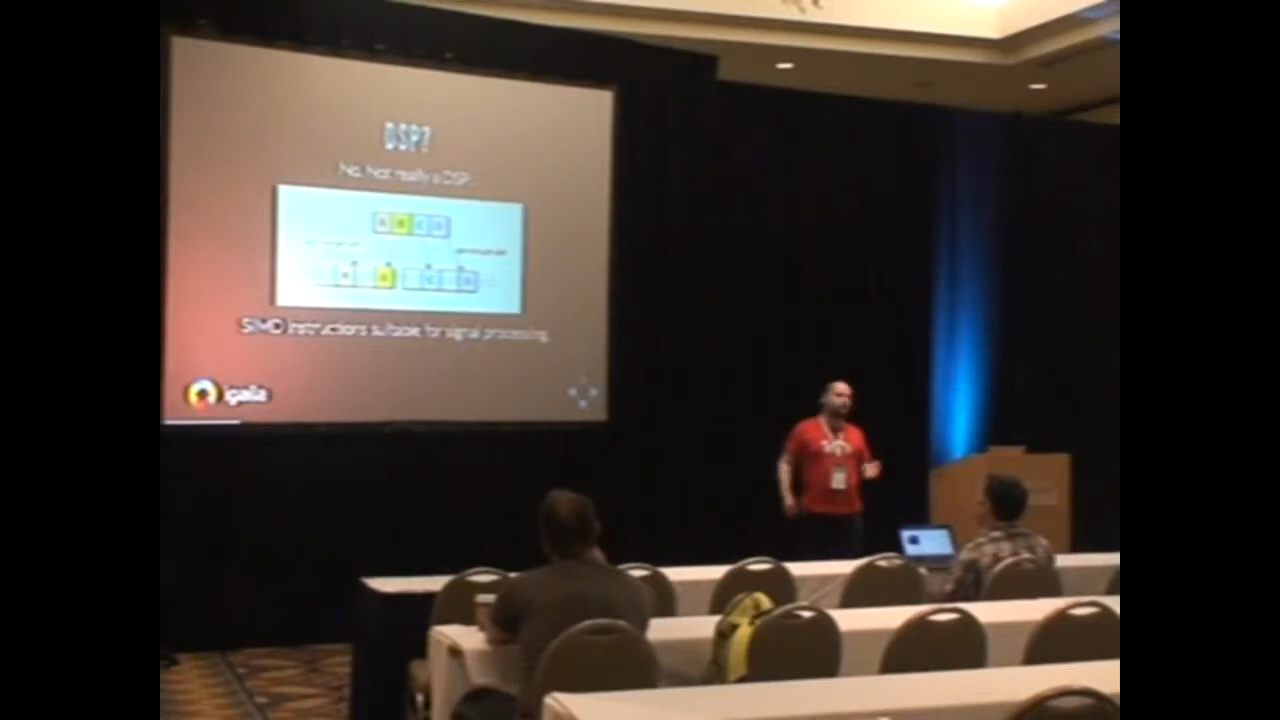 DSP?
No. Not really a DSP.
A B C D
A B C D
SIMD instructions suitable for signal processing.
igalia